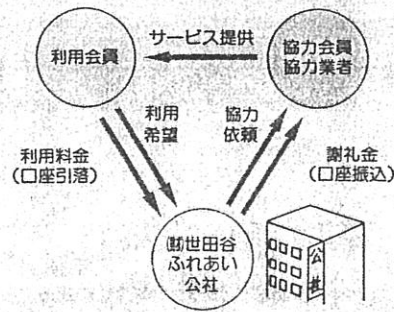 サービス提供
利用会員
協力会員
協力業者
利用
希望
協力
依頼
利用料金
(口座引落)
謝礼金
(口座振込)
㈶世田谷
ふれあい
公社
公社